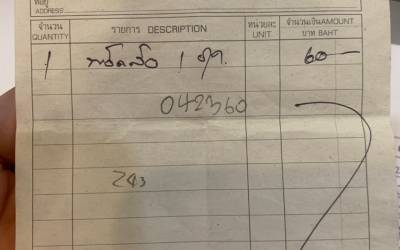 ที่อยู่
ADDRESS
จำนวน รายการ DESCRIPTION หน่วยละ จำนวนเงิน AMOUNT
QUANTITY UNIT บาท BAHT
1 1 60-
042360
243